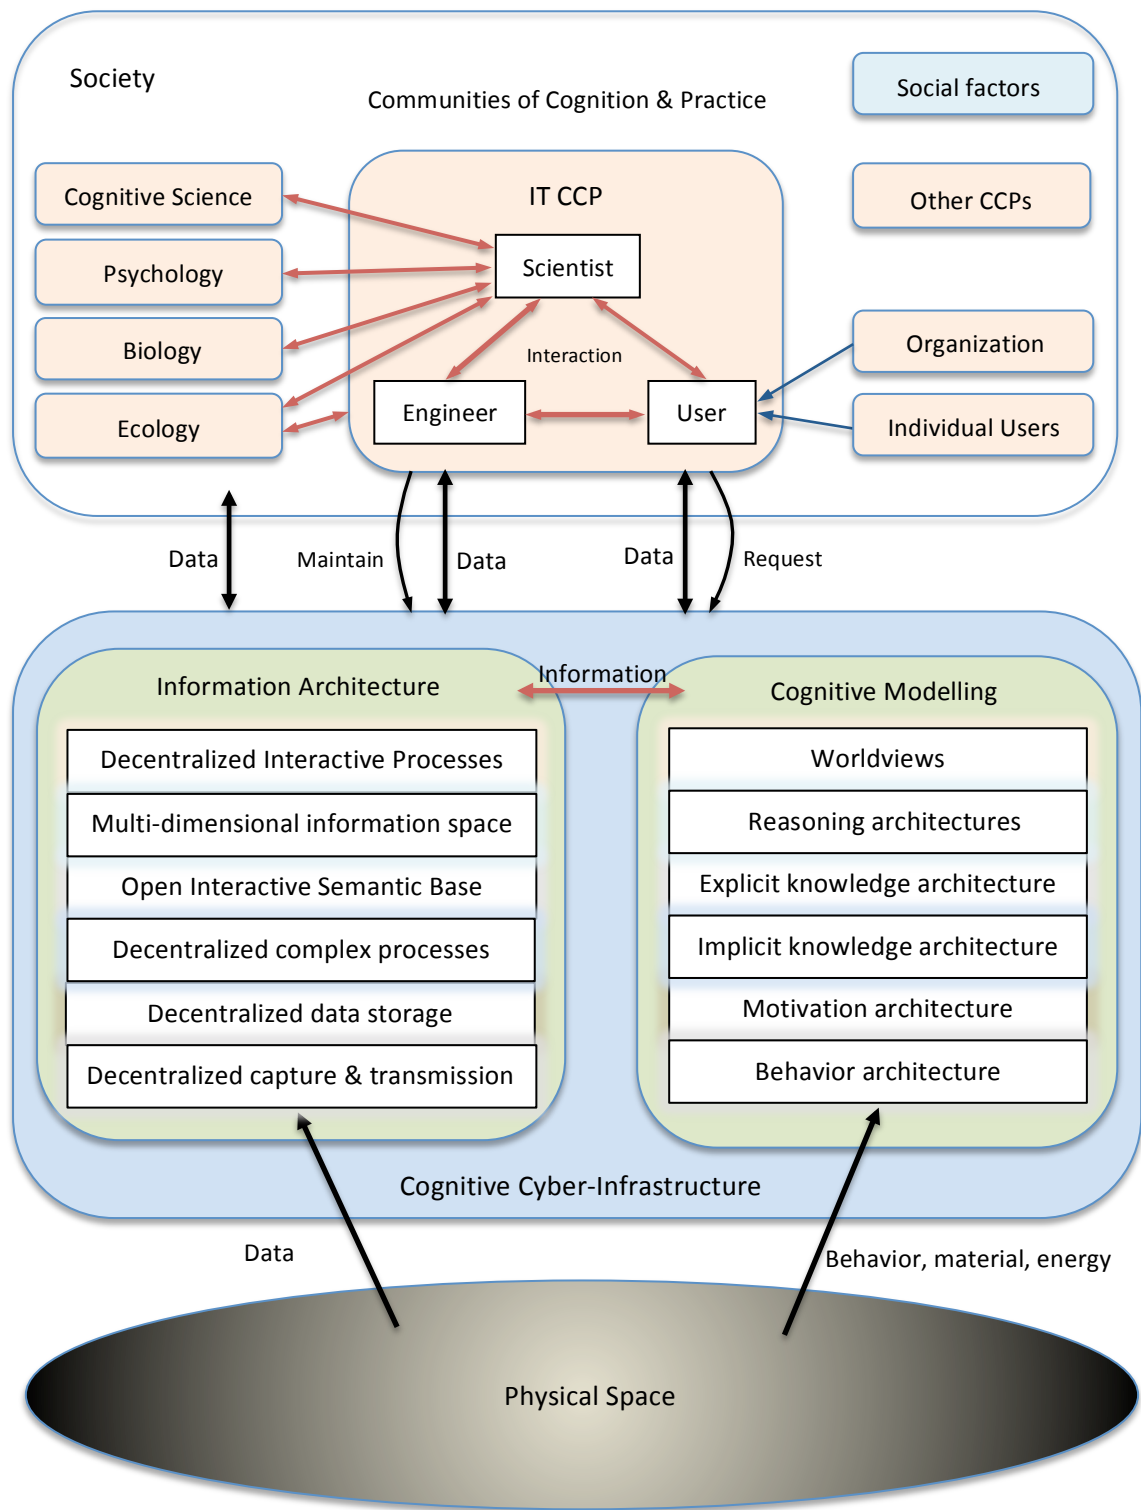 Society
Communities of Cognition & Practice
Social factors
Cognitive Science
IT CCP
Other CCPs
Scientist
Psychology
Biology
Interaction
Organization
Ecology
Engineer
User
Individual Users
Data
Maintain
Data
Data
Request
Information
Information Architecture
Cognitive Modelling
Decentralized Interactive Processes
Multi-dimensional information space
Open Interactive Semantic Base
Decentralized complex processes
Decentralized data storage
Decentralized capture & transmission
Worldviews
Reasoning architectures
Explicit knowledge architecture
Implicit knowledge architecture
Motivation architecture
Behavior architecture
Cognitive Cyber-Infrastructure
Data
Behavior, material, energy
Physical Space